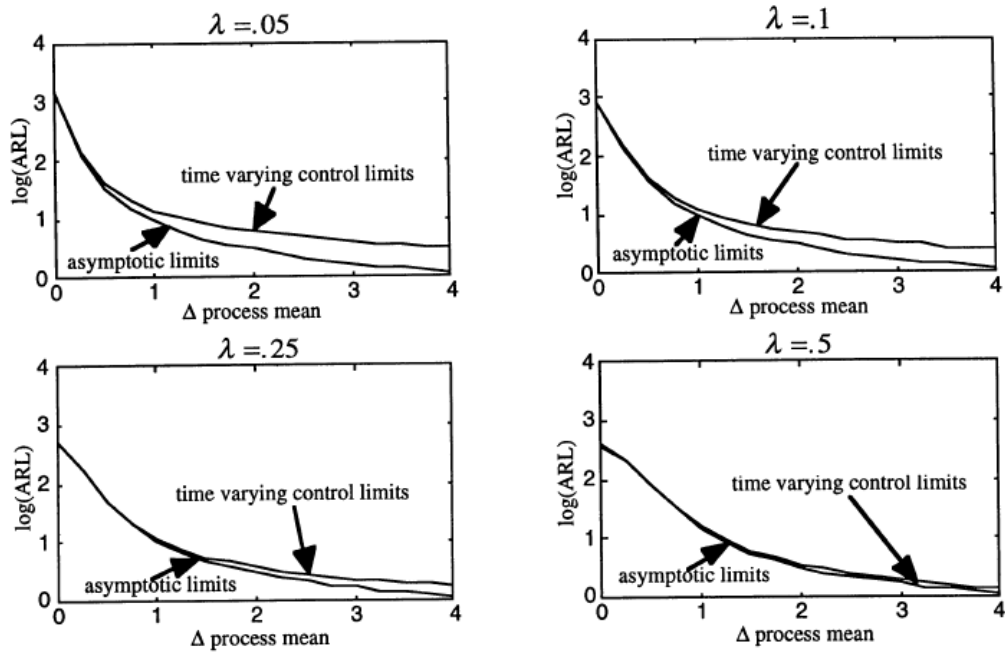 λ =.05
4
3
2
1
0
log(ARL)
time varying control limits
asymptotic limits
0 1 2 3 4
Δ process mean
λ =.1
4
3
2
1
0
log(ARL)
time varying control limits
asymptotic limits
0 1 2 3 4
Δ process mean
λ =.25
4
3
2
1
0
log(ARL)
time varying control limits
asymptotic limits
0 1 2 3 4
Δ process mean
λ =.5
4
3
2
1
0
log(ARL)
time varying control limits
asymptotic limits
0 1 2 3 4
Δ process mean